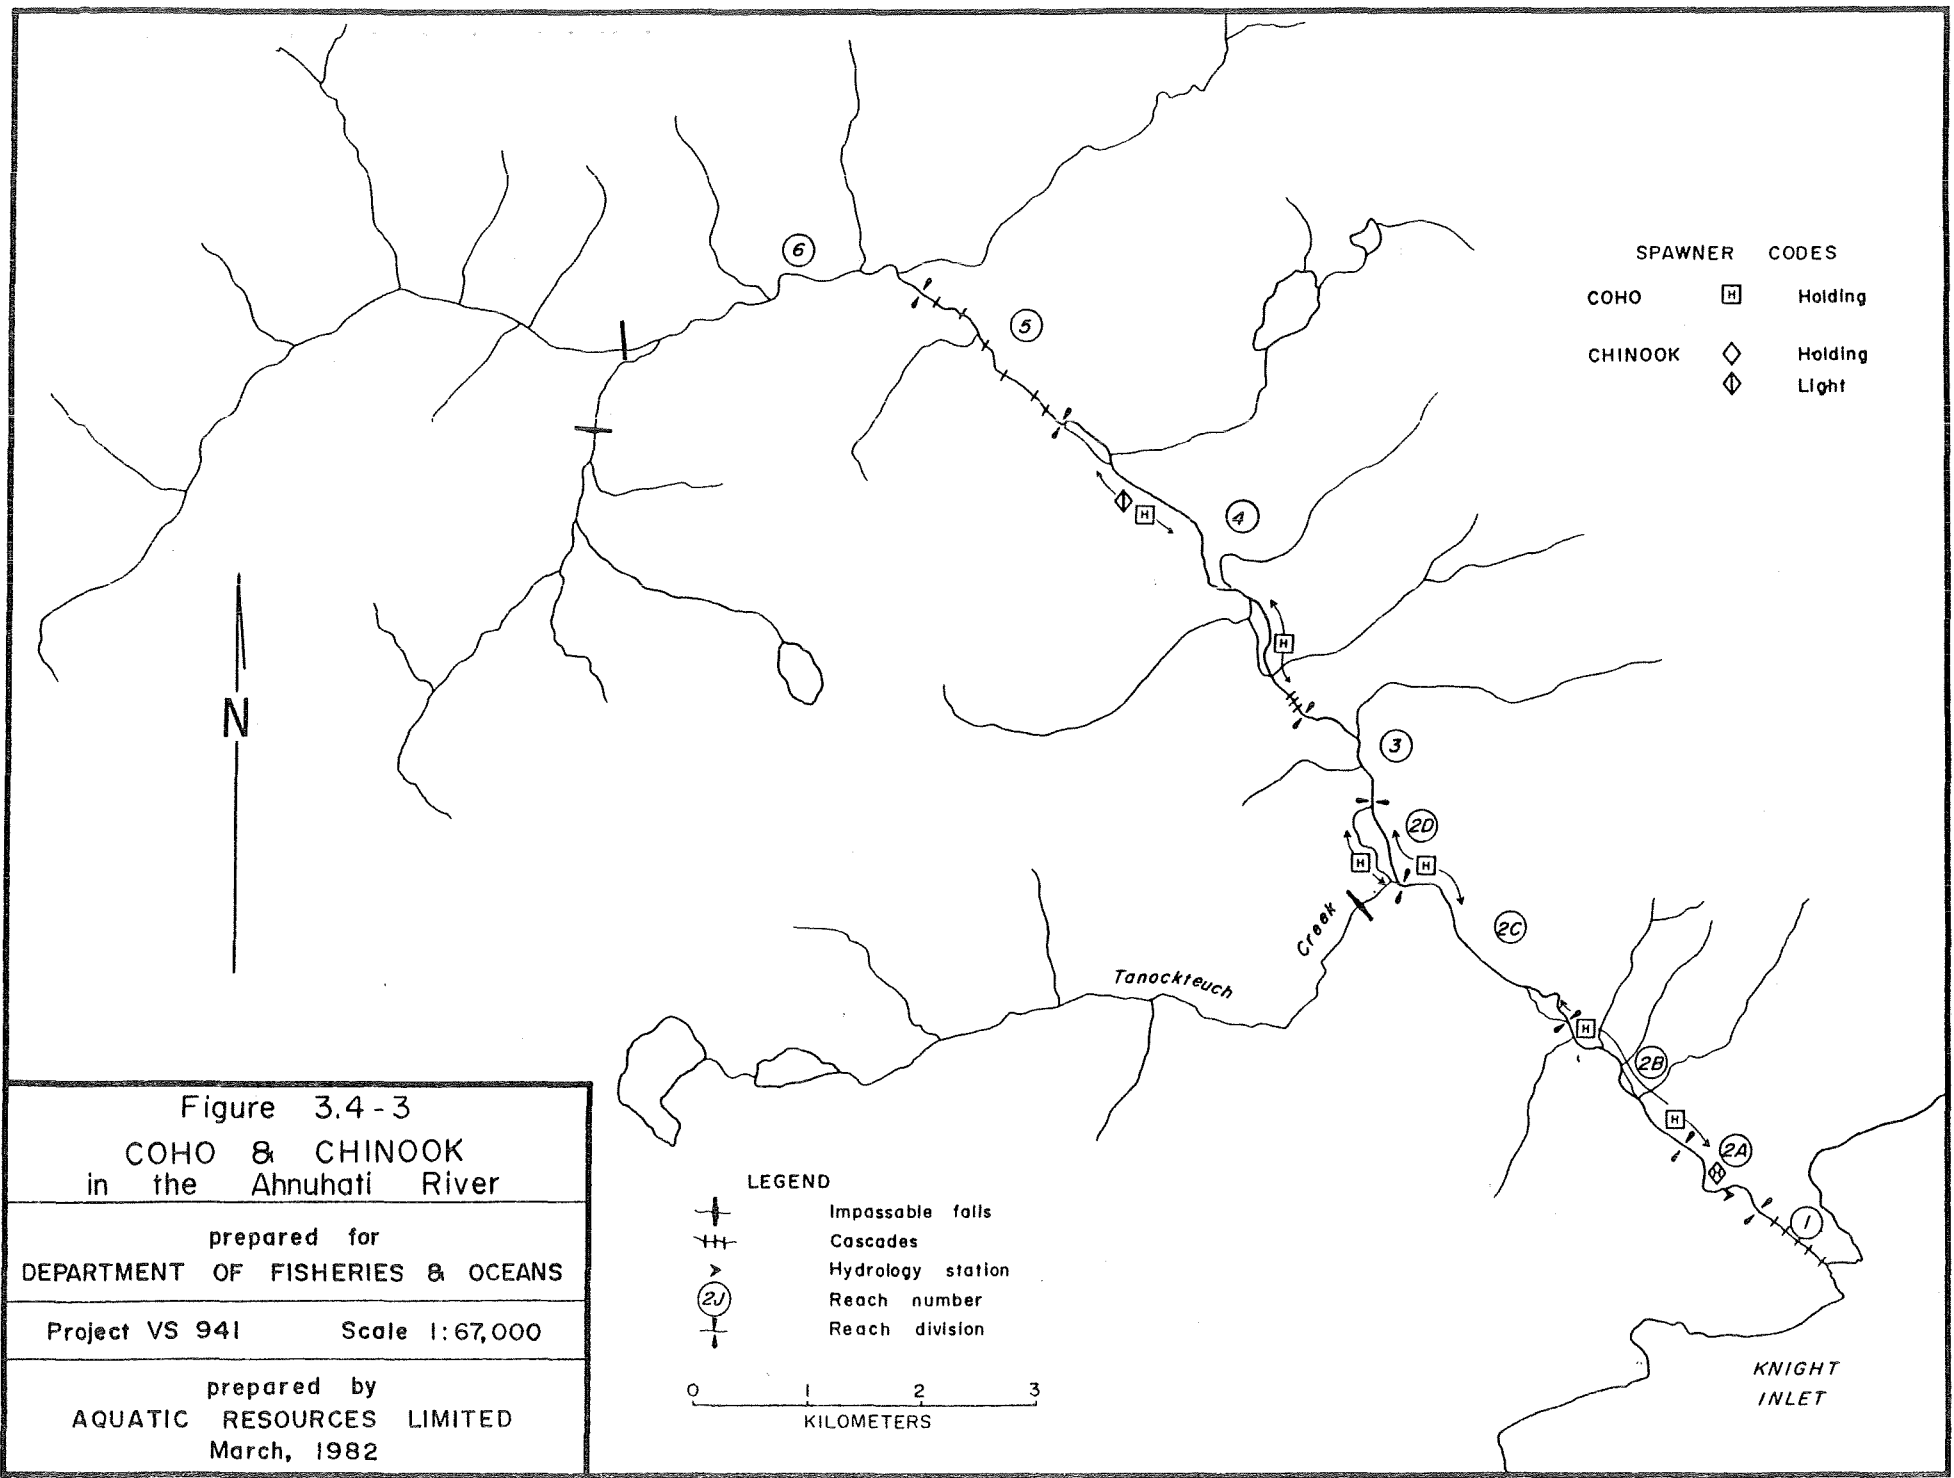 SPAWNER CODES
COHO H Holding
CHINOOK Holding
Light
6
5
4
3
2D
H
H
H
H
2C
Creek
Tanockteuch
H
2B
H
2A
H
1
N
KNIGHT
INLET
LEGEND
Impassable falls
Cascades
Hydrology station
2J Reach number
Reach division
0 1 2 3
KILOMETERS
Figure 3.4-3
COHO & CHINOOK
in the Ahnuhati River
prepared for
DEPARTMENT OF FISHERIES & OCEANS
Project VS 941 Scale 1:67,000
prepared by
AQUATIC RESOURCES LIMITED
March, 1982